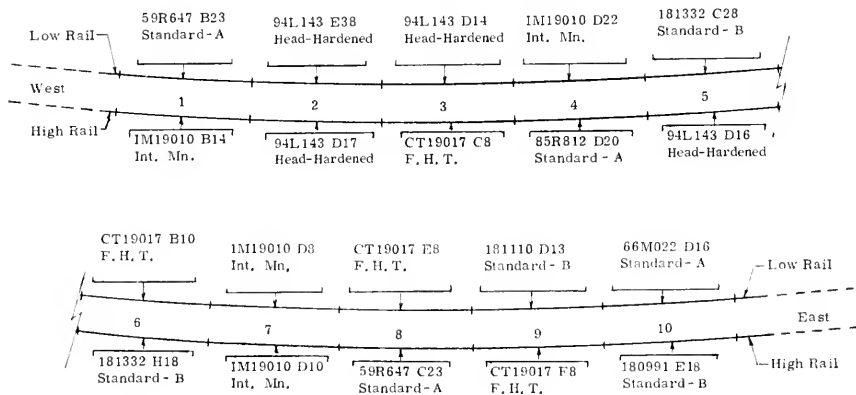 59R647 B23
Standard-A
94L143 E38
Head-Hardened
94L143 D14
Head-Hardened
IM19010 D22
Int. Mn.
181332 C28
Standard-B
Low Rail
West
1
2
3
4
5
High Rail
IM19010 B14
Int. Mn.
94L143 D17
Head-Hardened
CT19017 C8
F. H. T.
85R812 D20
Standard-A
94L143 D16
Head-Hardened
CT19017 B10
F. H. T.
1M19010 D8
Int. Mn.
CT19017 E8
F. H. T.
181110 D13
Standard-B
66M022 D16
Standard-A
Low Rail
6
7
8
9
10
East
181332 H18
Standard-B
IM19010 D10
Int. Mn.
59R647 C23
Standard-A
CT19017 F8
F. H. T.
180991 E18
Standard-B
High Rail